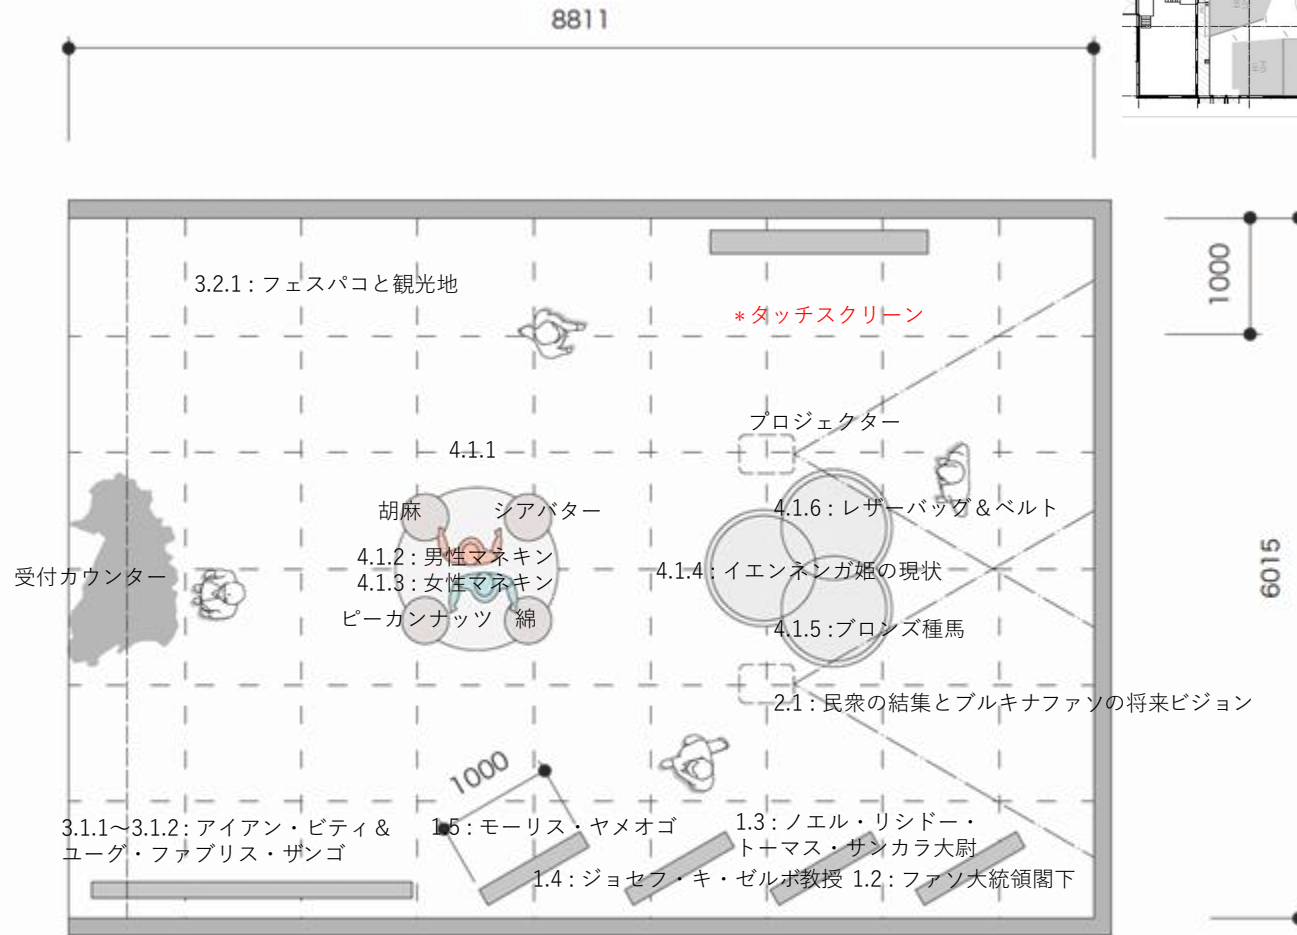 8811
3.2.1 : フェスパコと観光地
*タッチスクリーン
1000
プロジェクター
4.1.1
胡麻
シアバター
4.1.6 : レザーバッグ＆ベルト
4.1.2 : 男性マネキン
4.1.3 : 女性マネキン
受付カウンター
4.1.4 : イエンネンガ姫の現状
6015
ピーカンナッツ
綿
4.1.5 :ブロンズ種馬
2.1 : 民衆の結集とブルキナファソの将来ビジョン
1000
3.1.1～3.1.2 : アイアン・ビティ＆
ユーグ・ファブリス・ザンゴ
1.5 : モーリス・ヤメオゴ
1.3 : ノエル・リシドー・
トーマス・サンカラ大尉
1.4 : ジョセフ・キ・ゼルボ教授
1.2 : ファソ大統領閣下